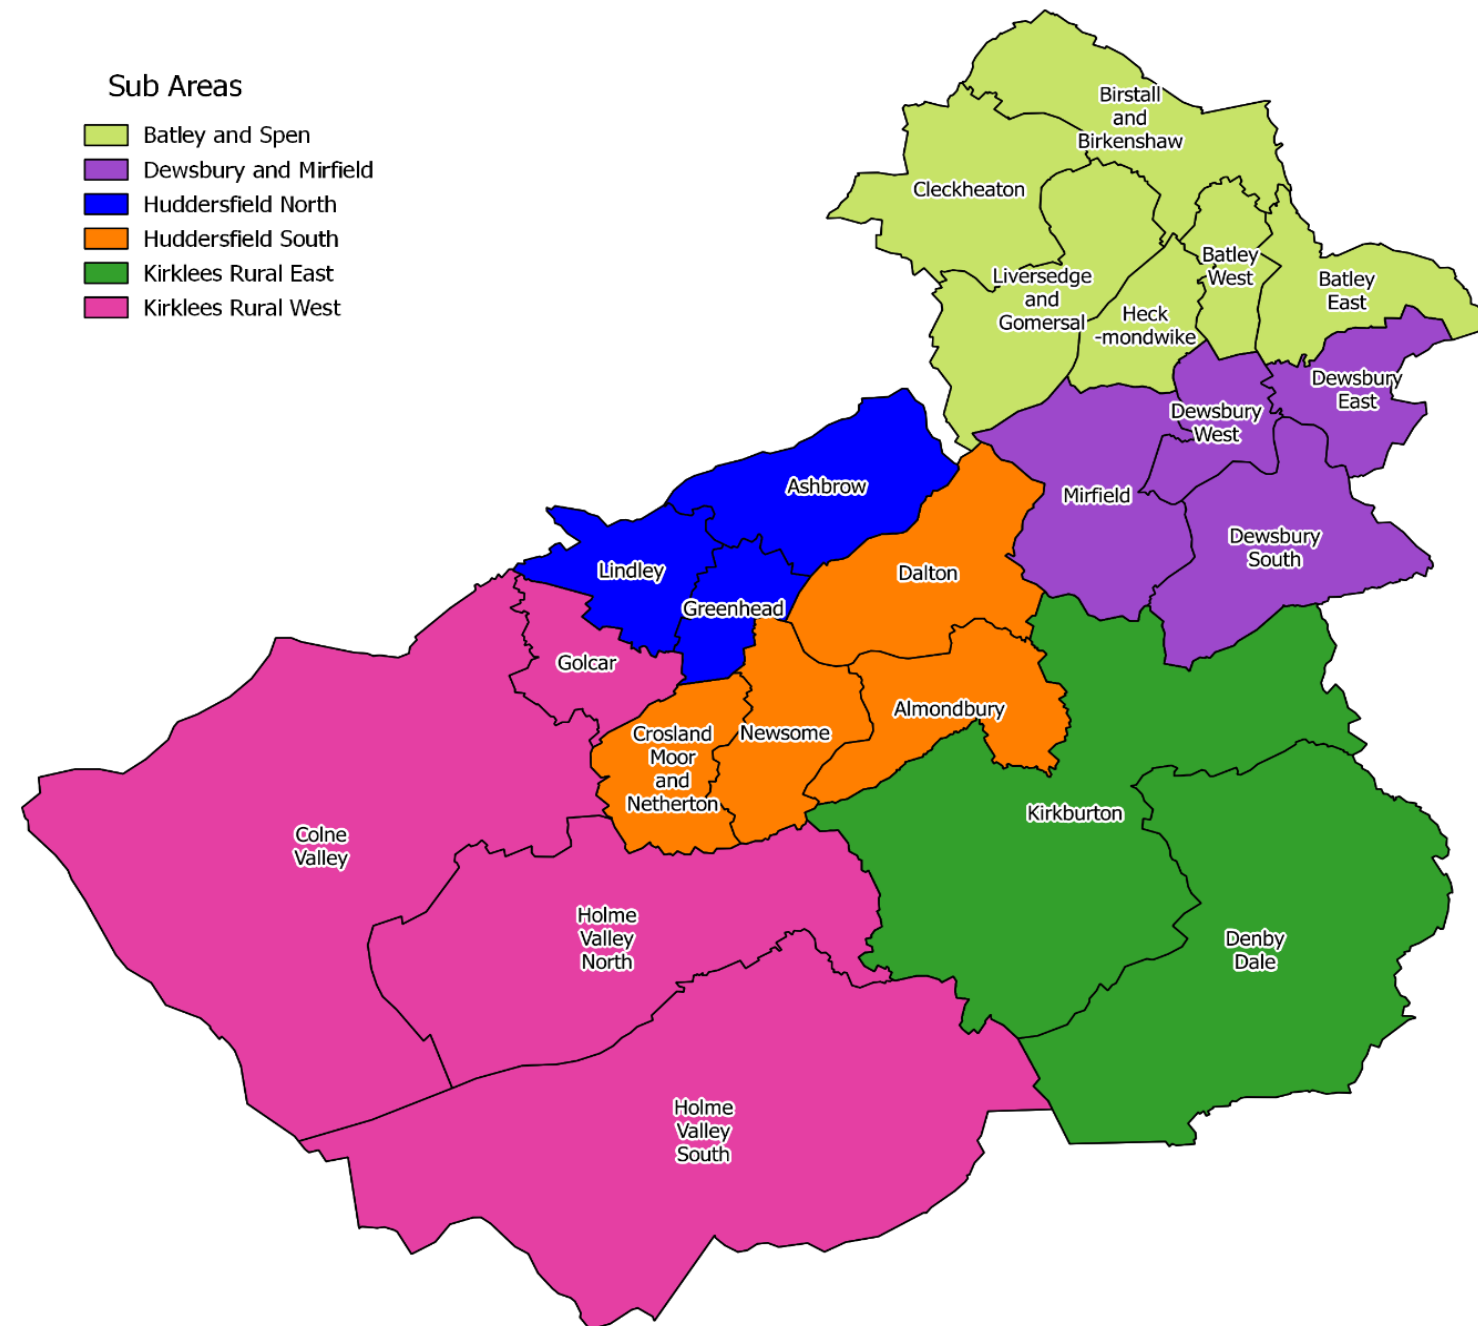 Sub Areas
Batley and Spen
Dewsbury and Mirfield
Huddersfield North
Huddersfield South
Kirklees Rural East
Kirklees Rural West
Birstall
and
Birkenshaw
Cleckheaton
Batley
West
Batley
East
Liversedge
and
Gomersal
Heck
-mondwike
Dewsbury
East
Dewsbury
West
Mirfield
Dewsbury
South
Ashbrow
Lindley
Greenhead
Dalton
Golcar
Almondbury
Newsome
Crosland
Moor
and
Netherton
Kirkburton
Colne
Valley
Holme
Valley
North
Denby
Dale
Holme
Valley
South